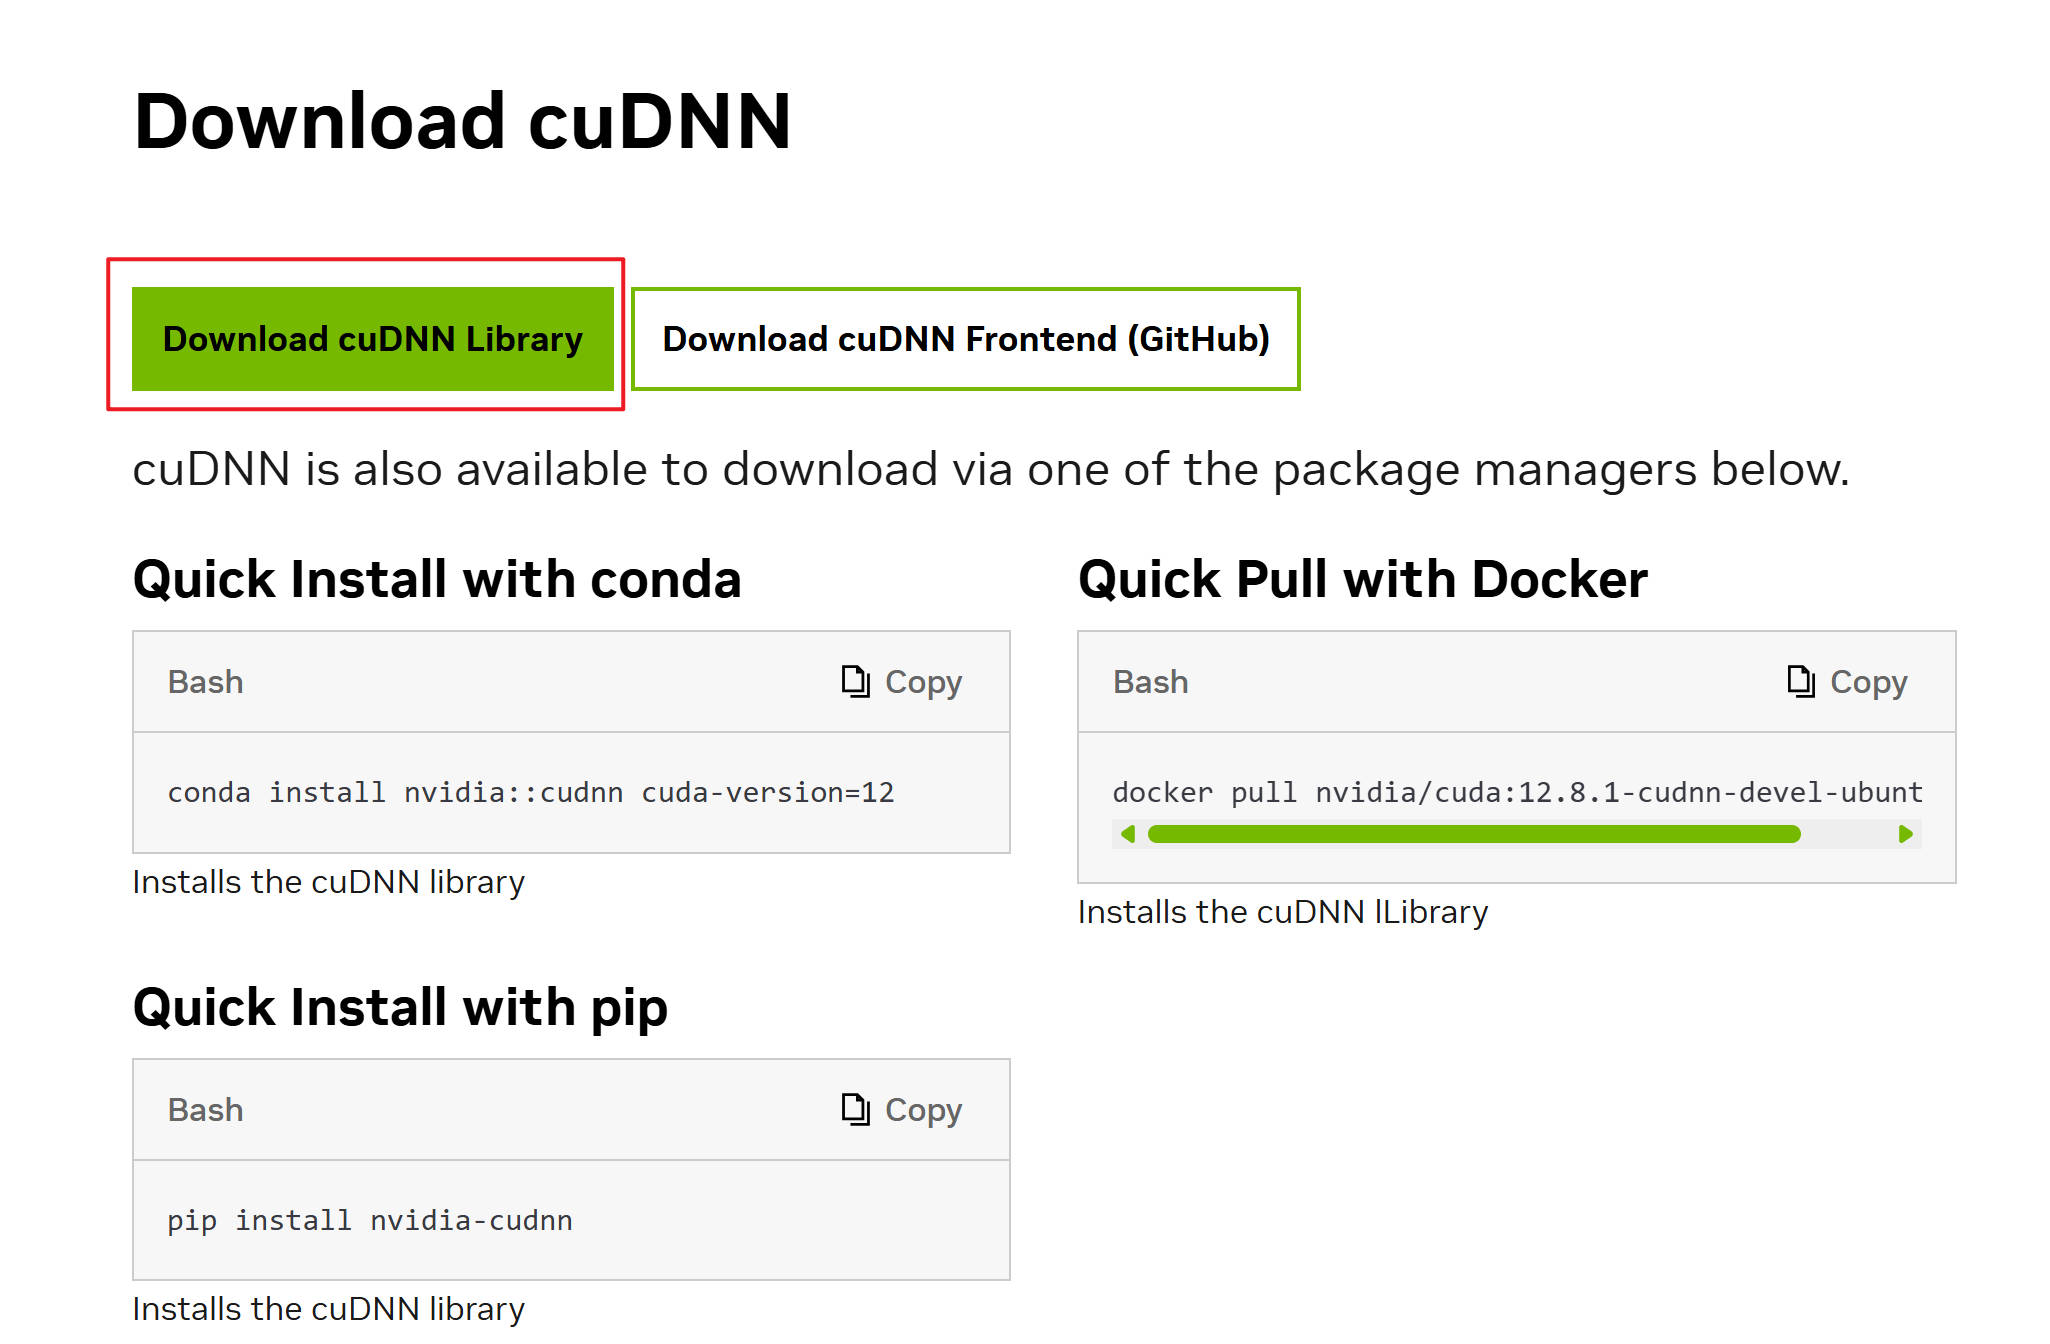 Download cuDNN
Download cuDNN Library
Download cuDNN Frontend (GitHub)
cuDNN is also available to download via one of the package managers below.
Quick Install with conda
Bash
Copy
conda install nvidia::cudnn cuda-version=12
Installs the cuDNN library
Quick Pull with Docker
Bash
Copy
docker pull nvidia/cuda:12.8.1-cudnn-devel-ubunt
Installs the cuDNN lLibrary
Quick Install with pip
Bash
Copy
pip install nvidia-cudnn
Installs the cuDNN library